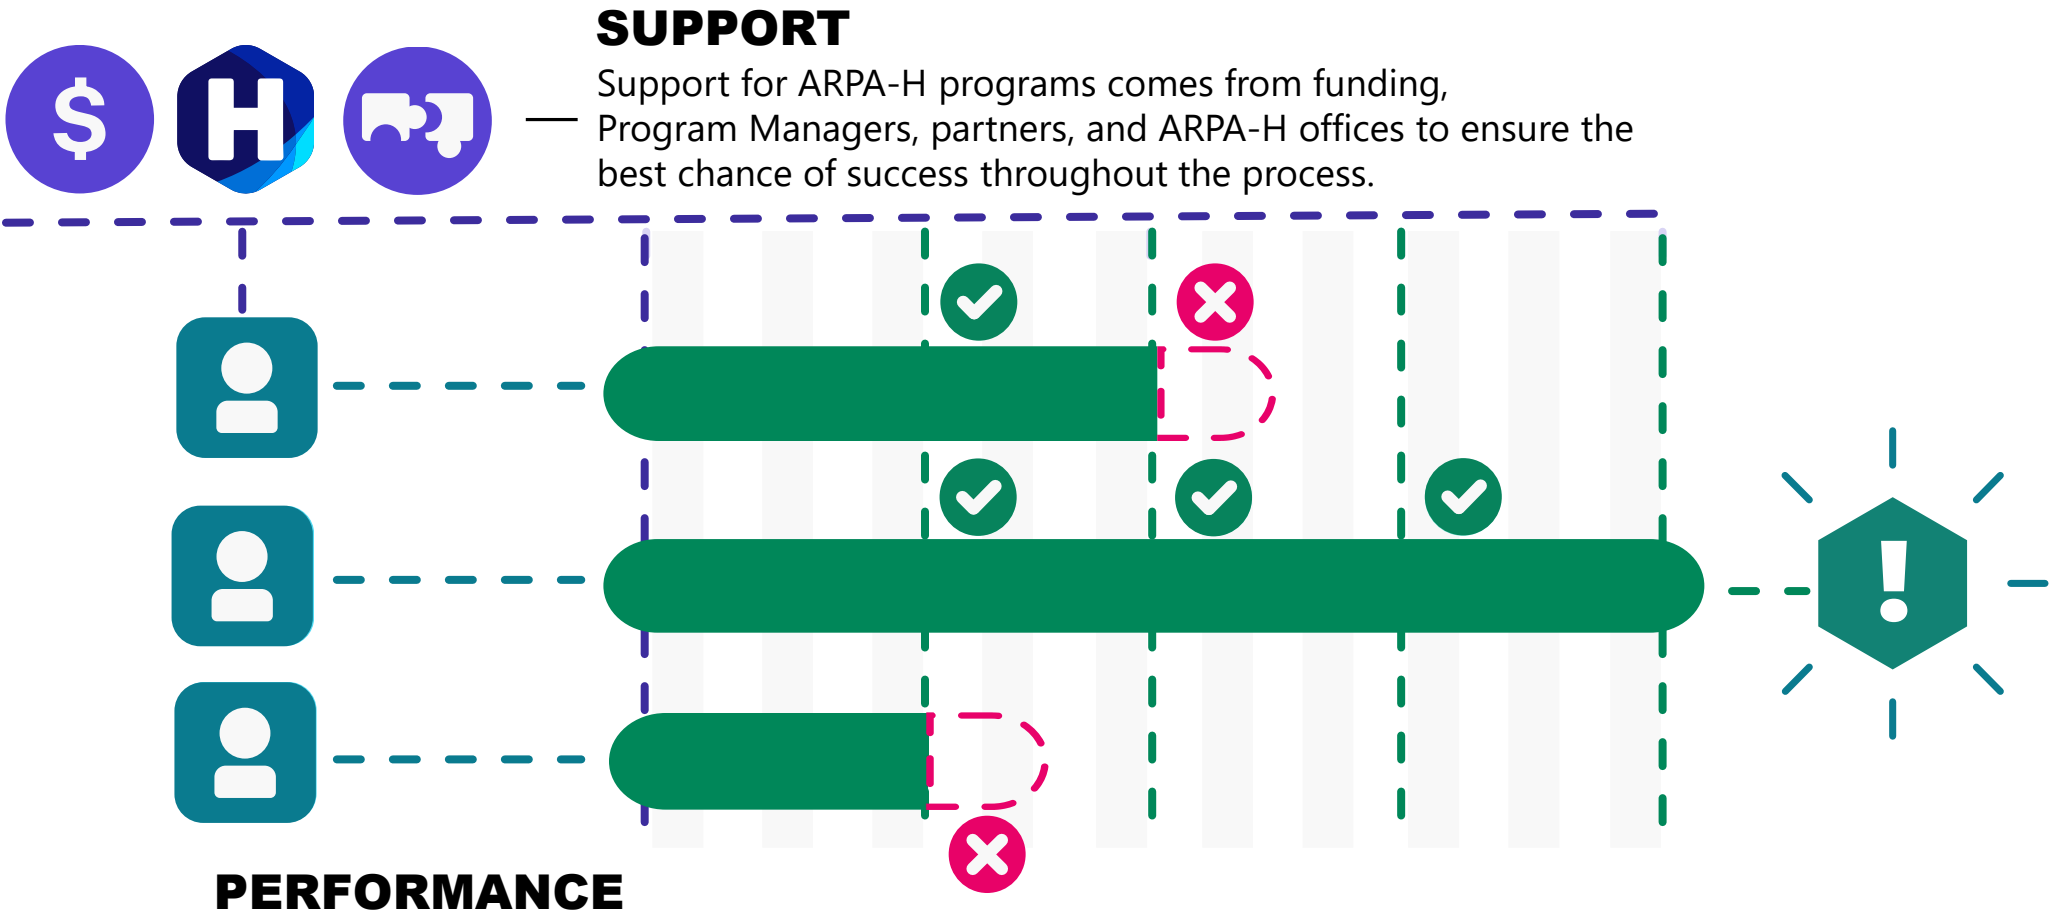 SUPPORT
$
H
Support for ARPA-H programs comes from funding,
Program Managers, partners, and ARPA-H offices to ensure the
best chance of success throughout the process.
!
PERFORMANCE